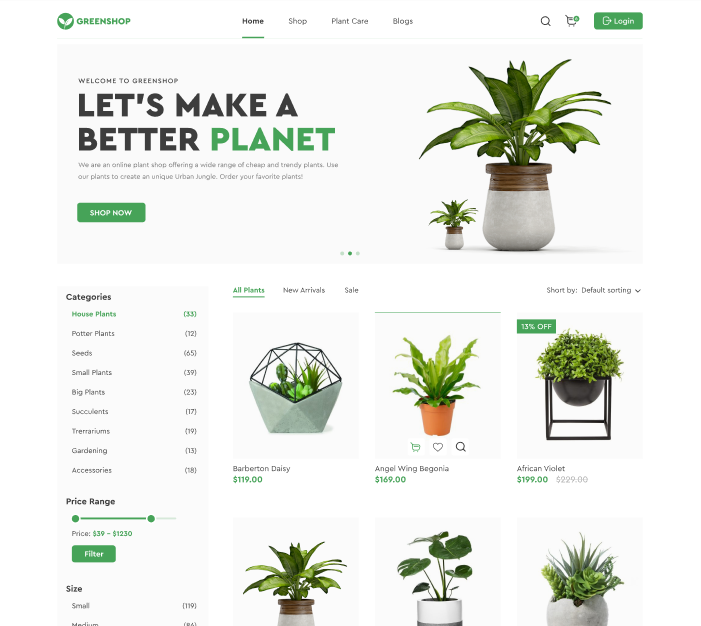 GREENSHOP
Home
Shop
Plant Care
Blogs
6
Login
WELCOME TO GREENSHOP
LET'S MAKE A
BETTER PLANET
We are an online plant shop offering a wide range of cheap and trendy plants. Use
our plants to create an unique Urban Jungle. Order your favorite plants!
SHOP NOW
Categories
House Plants (33)
Potter Plants (12)
Seeds (65)
Small Plants (39)
Big Plants (23)
Succulents (17)
Trerrariums (19)
Gardening (13)
Accessories (18)
Price Range
Price: $39 – $1230
Filter
Size
Small (119)
Medium (86)
All Plants
New Arrivals
Sale
Short by: Default sorting
Barberton Daisy
$119.00
Angel Wing Begonia
$169.00
13% OFF
African Violet
$199.00 $229.00